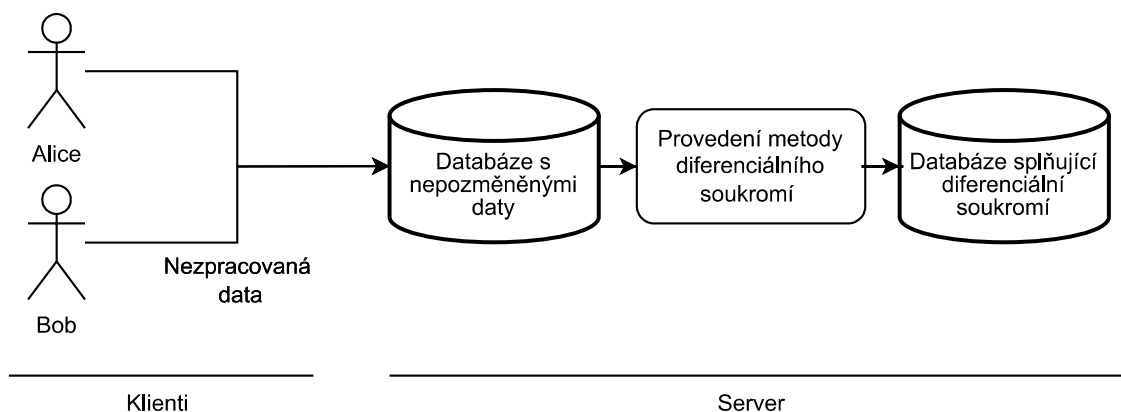 Alice
Bob
Nezpracovaná
data
Databáze s
nepozměněnými
daty
Provedení metody
diferenciálního
soukromí
Databáze splňující
diferenciální
soukromí
Klienti
Server